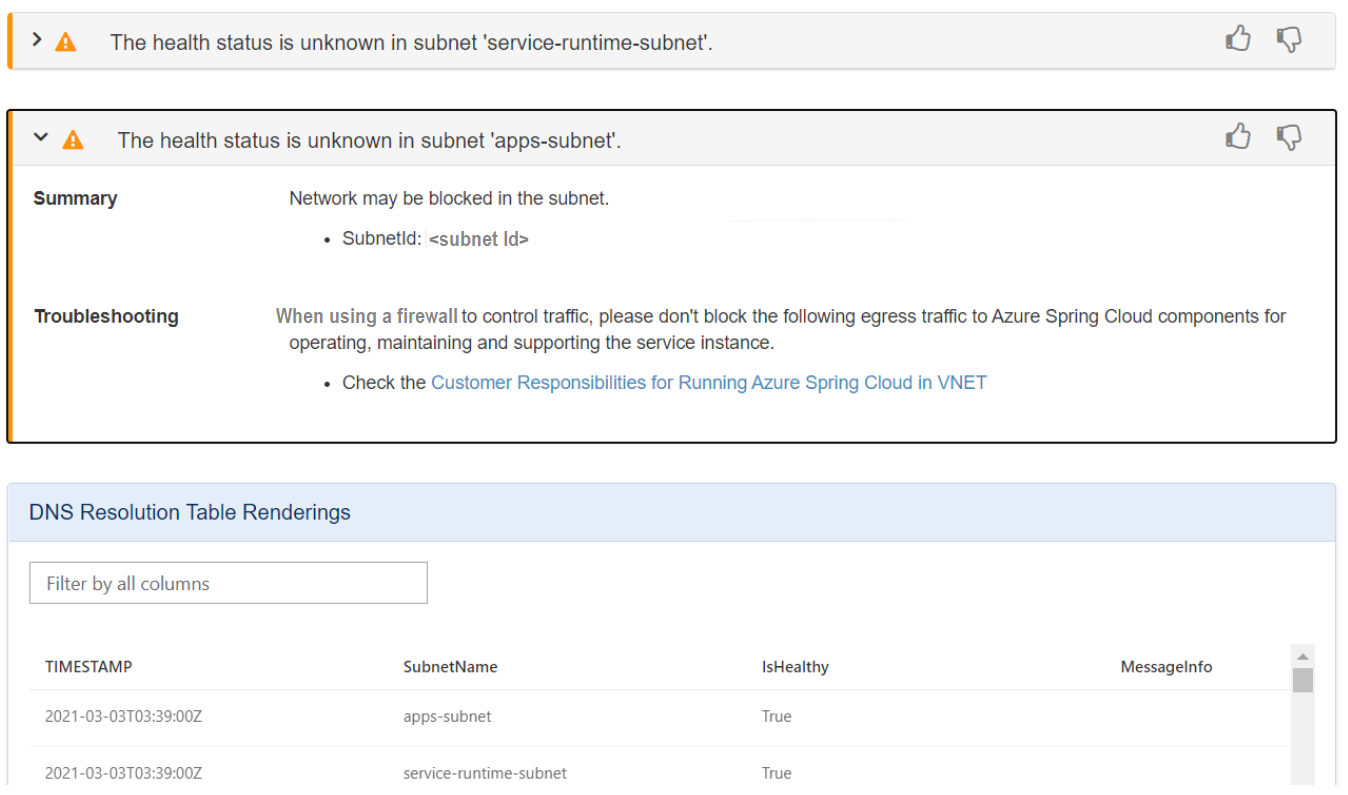 The health status is unknown in subnet 'service-runtime-subnet'.
The health status is unknown in subnet 'apps-subnet'.
Summary
Network may be blocked in the subnet.
• SubnetId: <subnet Id>
Troubleshooting
When using a firewall to control traffic, please don't block the following egress traffic to Azure Spring Cloud components for
operating, maintaining and supporting the service instance.
• Check the Customer Responsibilities for Running Azure Spring Cloud in VNET
DNS Resolution Table Renderings
Filter by all columns
TIMESTAMP SubnetName IsHealthy MessageInfo
2021-03-03T03:39:00Z apps-subnet True
2021-03-03T03:39:00Z service-runtime-subnet True